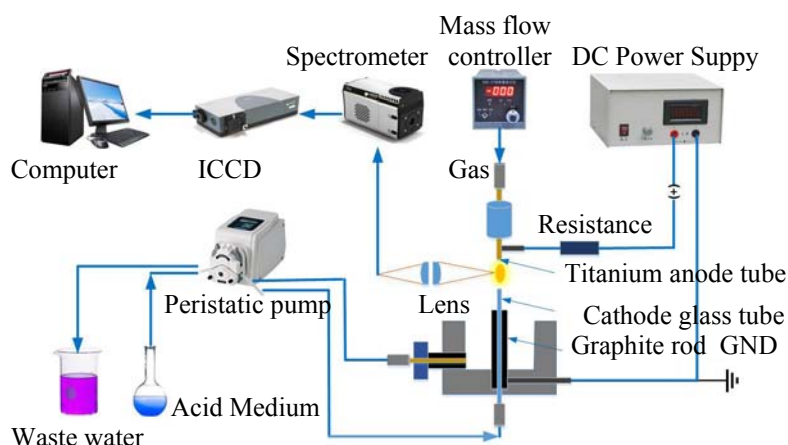 Mass flow
controller
Spectrometer
DC Power Suppy
-000
Computer
ICCD
Gas
Resistance
(+)
Titanium anode tube
Peristatic pump
Lens
Cathode glass tube
Graphite rod GND
Acid Medium
Waste water